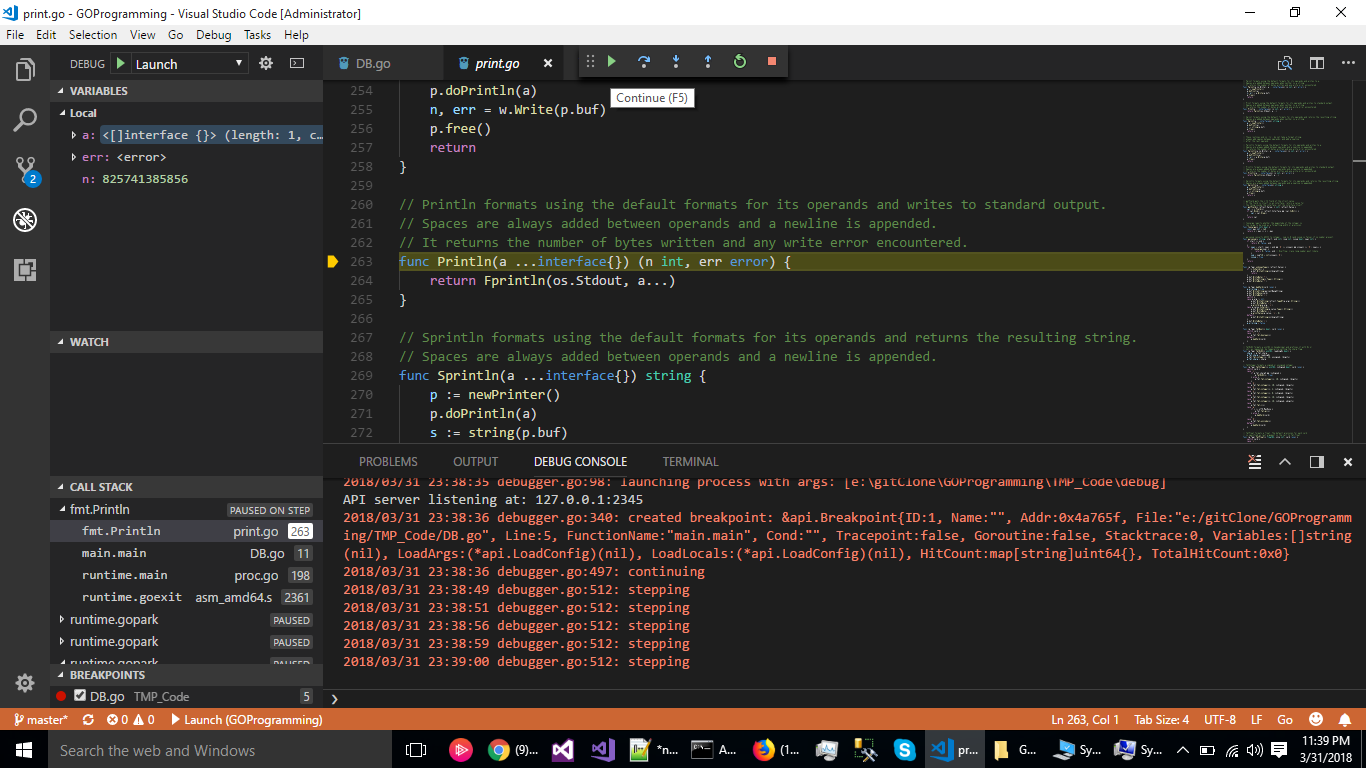 print.go - GOProgramming - Visual Studio Code [Administrator]
File Edit Selection View Go Debug Tasks Help
DEBUG Launch
VARIABLES
Local
a: <[]interface {}> (length: 1, c…
err: <error>
n: 825741385856
WATCH
CALL STACK
fmt.Println PAUSED ON STEP
fmt.Println print.go 263
main.main DB.go 11
runtime.main proc.go 198
runtime.goexit asm_amd64.s 2361
runtime.gopark PAUSED
runtime.gopark PAUSED
runtime.gopark PAUSED
BREAKPOINTS
DB.go TMP_Code 5
2
DB.go print.go
Continue (F5)
254 p.doPrintln(a)
255 n, err = w.Write(p.buf)
256 p.free()
257 return
258 }
259
260 // Println formats using the default formats for its operands and writes to standard output.
261 // Spaces are always added between operands and a newline is appended.
262 // It returns the number of bytes written and any write error encountered.
263 func Println(a ...interface{}) (n int, err error) {
264 return Fprintln(os.Stdout, a...)
265 }
266
267 // Sprintln formats using the default formats for its operands and returns the resulting string.
268 // Spaces are always added between operands and a newline is appended.
269 func Sprintln(a ...interface{}) string {
270 p := newPrinter()
271 p.doPrintln(a)
272 s := string(p.buf)
PROBLEMS OUTPUT DEBUG CONSOLE TERMINAL
2018/03/31 23:38:35 debugger.go:98: launching process with args: [e:\gitClone\GOProgramming\TMP_Code\debug]
API server listening at: 127.0.0.1:2345
2018/03/31 23:38:36 debugger.go:340: created breakpoint: &api.Breakpoint{ID:1, Name:"", Addr:0x4a765f, File:"e:/gitClone/GOProgramm
ing/TMP_Code/DB.go", Line:5, FunctionName:"main.main", Cond:"", Tracepoint:false, Goroutine:false, Stacktrace:0, Variables:[]string
(nil), LoadArgs:(*api.LoadConfig)(nil), LoadLocals:(*api.LoadConfig)(nil), HitCount:map[string]uint64{}, TotalHitCount:0x0}
2018/03/31 23:38:36 debugger.go:497: continuing
2018/03/31 23:38:49 debugger.go:512: stepping
2018/03/31 23:38:51 debugger.go:512: stepping
2018/03/31 23:38:56 debugger.go:512: stepping
2018/03/31 23:38:59 debugger.go:512: stepping
2018/03/31 23:39:00 debugger.go:512: stepping
master* 0 0 Launch (GOProgramming) Ln 263, Col 1 Tab Size: 4 UTF-8 LF Go
Search the web and Windows (9)... *n... A... (1... pr... G... Sy... Sy... 11:39 PM
3/31/2018